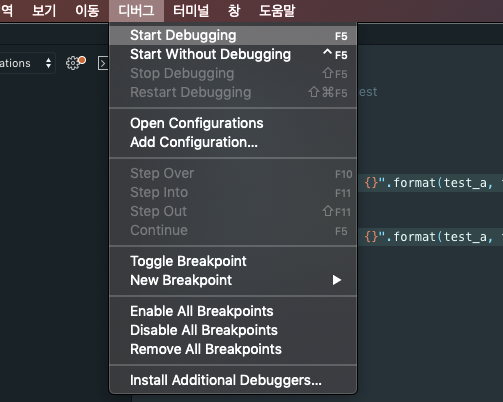 역 보기 이동 디버그 터미널 창 도움말
ations
Start Debugging F5
Start Without Debugging ^F5
Stop Debugging ⇧F5
Restart Debugging ⇧⌘F5
est
Open Configurations
Add Configuration...
Step Over F10
Step Into F11
{}".format(test_a,
Step Out ⇧F11
Continue F5
{}".format(test_a,
Toggle Breakpoint
New Breakpoint ▶
Enable All Breakpoints
Disable All Breakpoints
Remove All Breakpoints
Install Additional Debuggers...